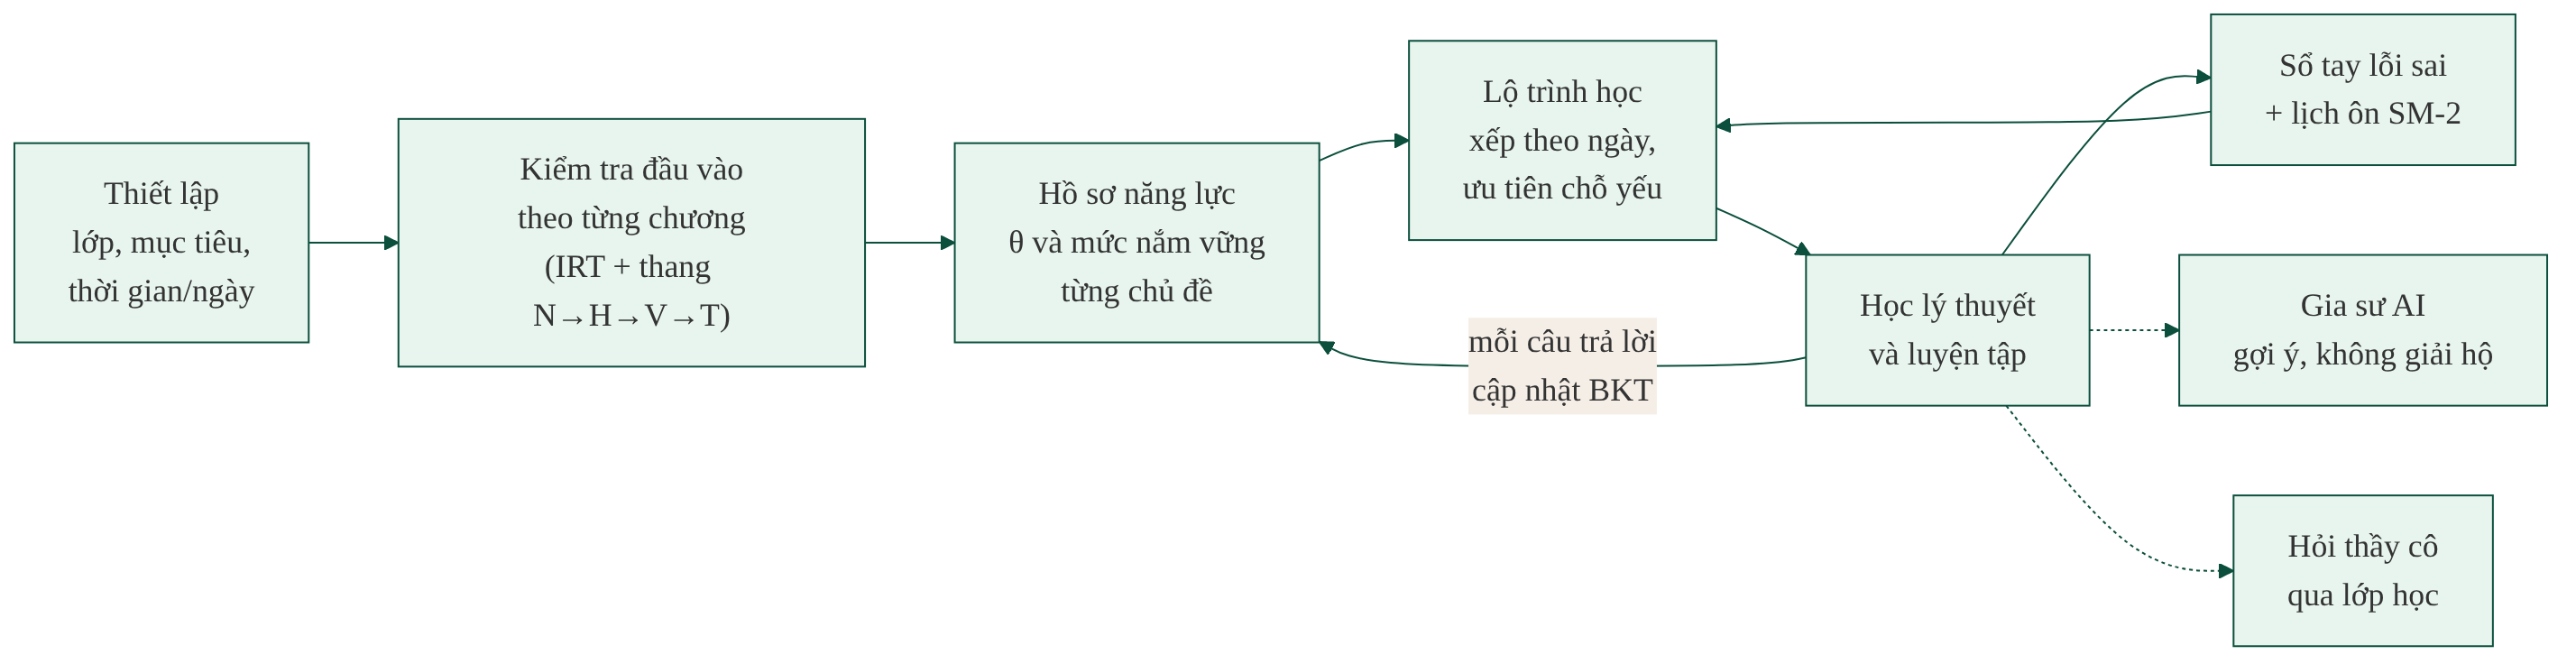 Thiết lập
lớp, mục tiêu,
thời gian/ngày
Kiểm tra đầu vào
theo từng chương
(IRT + thang
N→H→V→T)
Hồ sơ năng lực
θ và mức nắm vững
từng chủ đề
Lộ trình học
xếp theo ngày,
ưu tiên chỗ yếu
mỗi câu trả lời
cập nhật BKT
Học lý thuyết
và luyện tập
Sổ tay lỗi sai
+ lịch ôn SM-2
Gia sư AI
gợi ý, không giải hộ
Hỏi thầy cô
qua lớp học